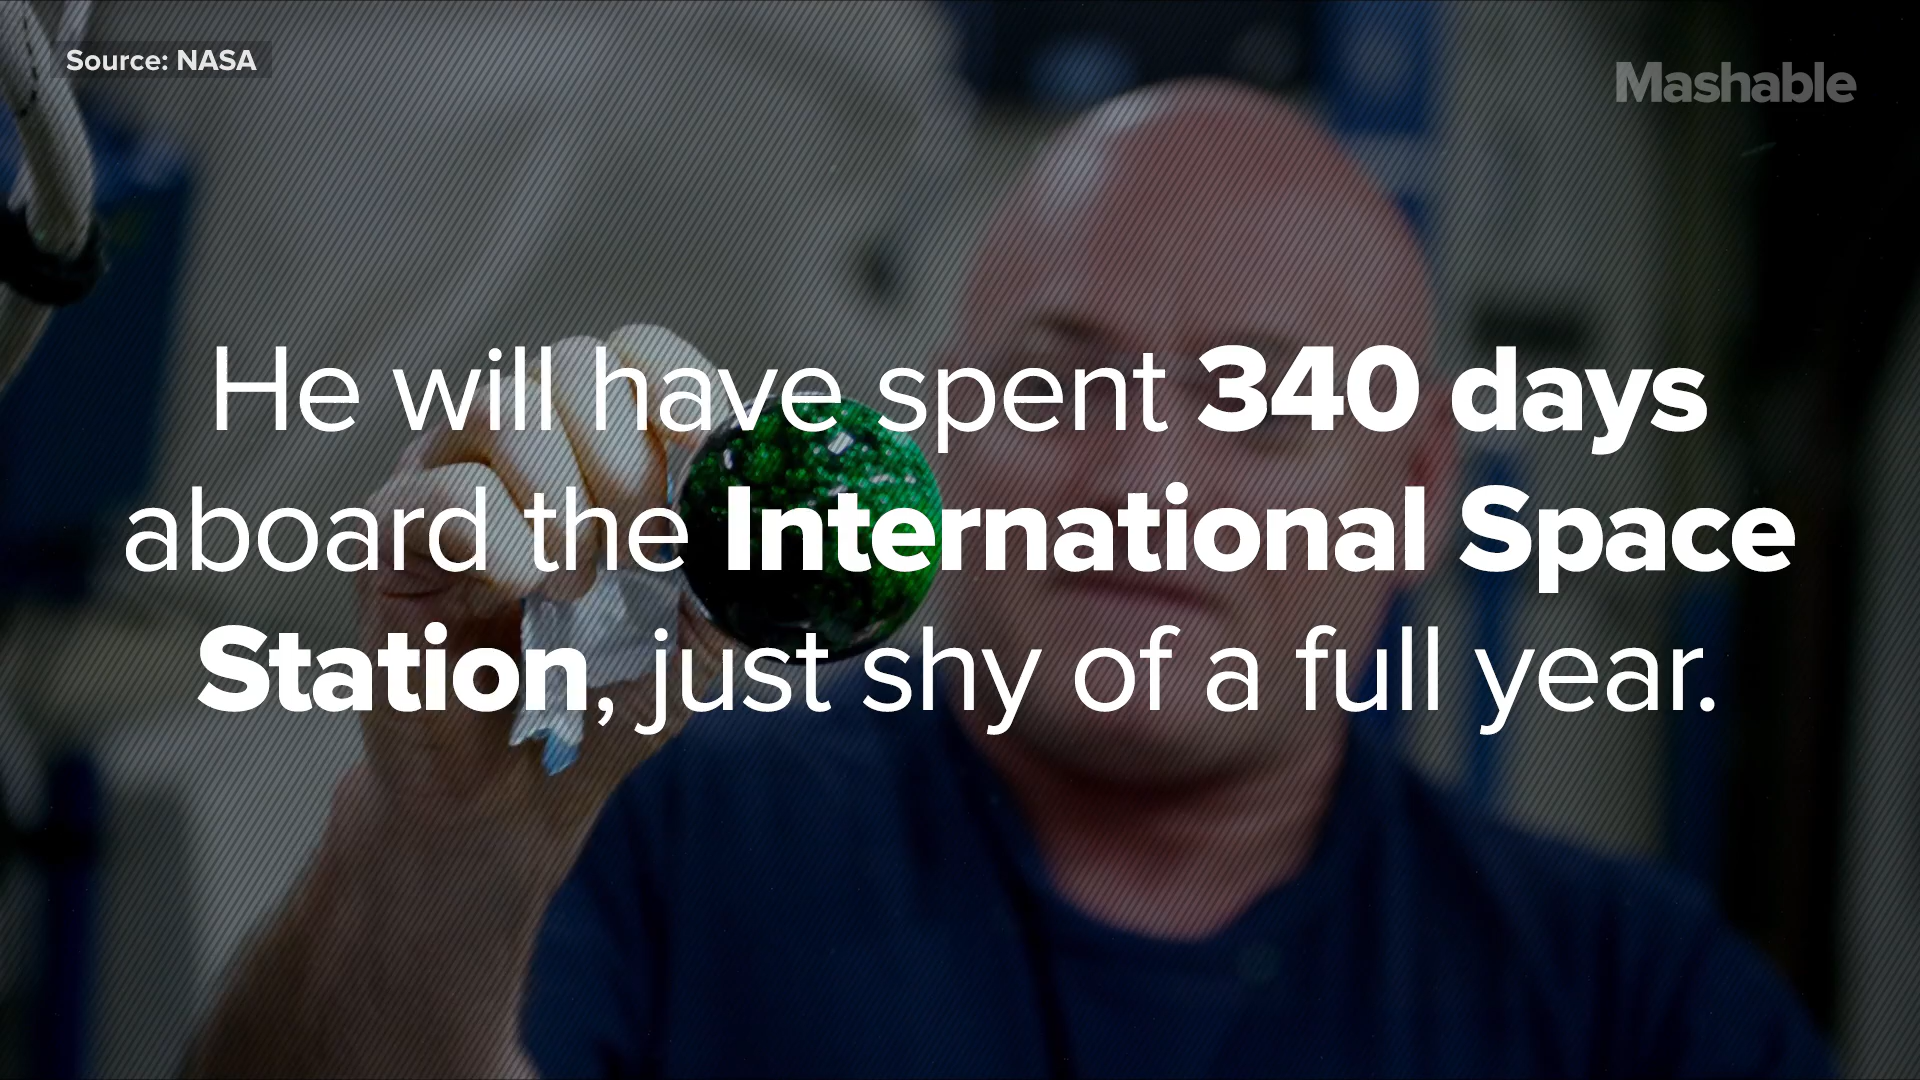 Source: NASA
Mashable
He will have spent 340 days
aboard the International Space
Station, just shy of a full year.